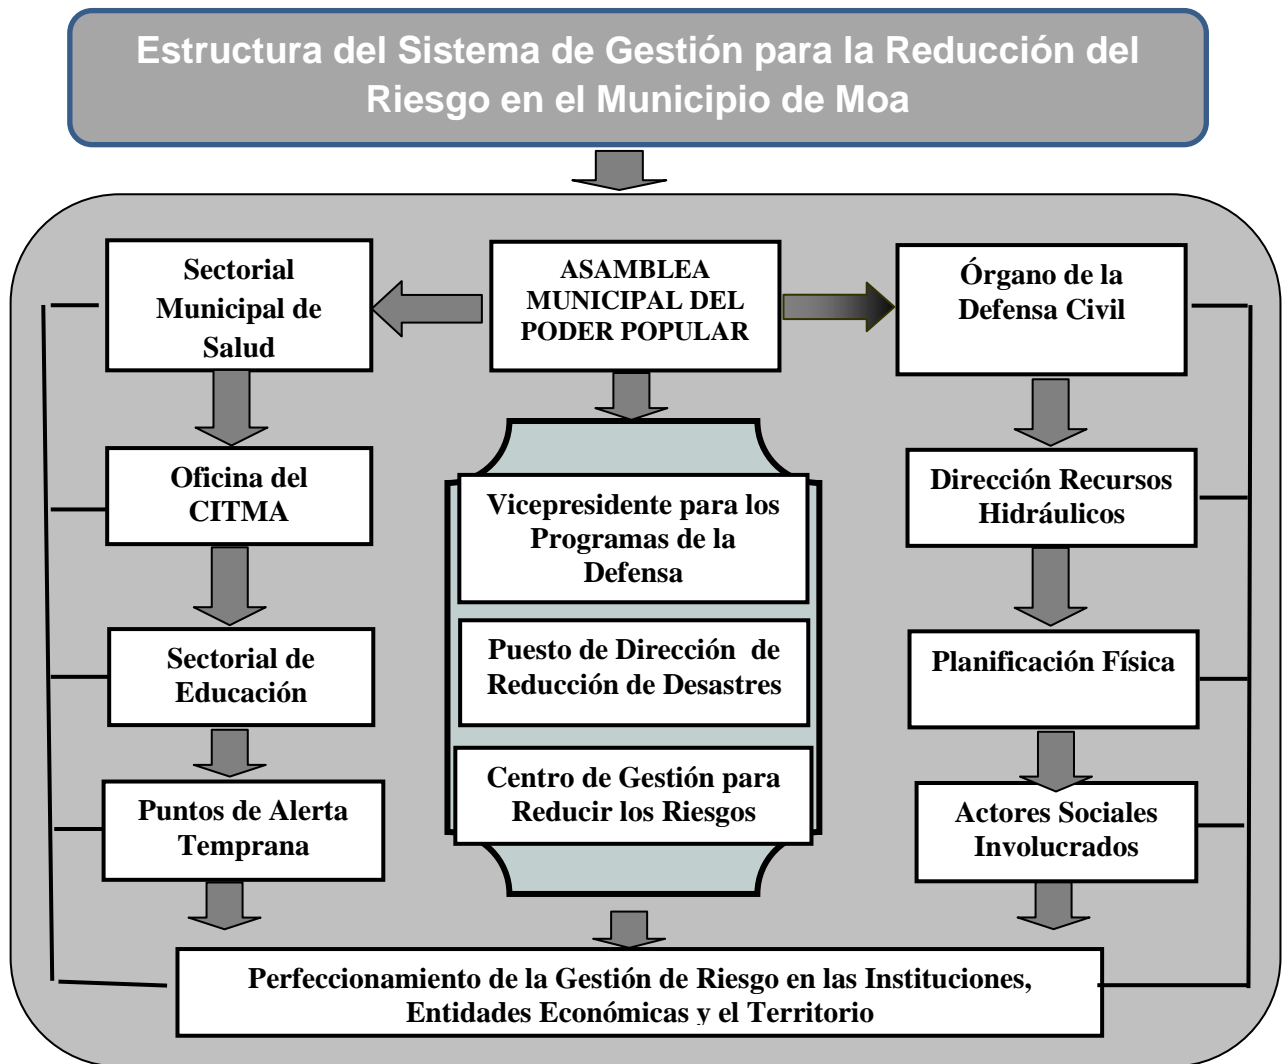 Estructura del Sistema de Gestión para la Reducción del
Riesgo en el Municipio de Moa
Sectorial
Municipal de
Salud
ASAMBLEA
MUNICIPAL DEL
PODER POPULAR
Órgano de la
Defensa Civil
Oficina del
CITMA
Vicepresidente para los
Programas de la
Defensa
Dirección Recursos
Hidráulicos
Sectorial de
Educación
Puesto de Dirección de
Reducción de Desastres
Planificación Física
Puntos de Alerta
Temprana
Centro de Gestión para
Reducir los Riesgos
Actores Sociales
Involucrados
Perfeccionamiento de la Gestión de Riesgo en las Instituciones,
Entidades Económicas y el Territorio